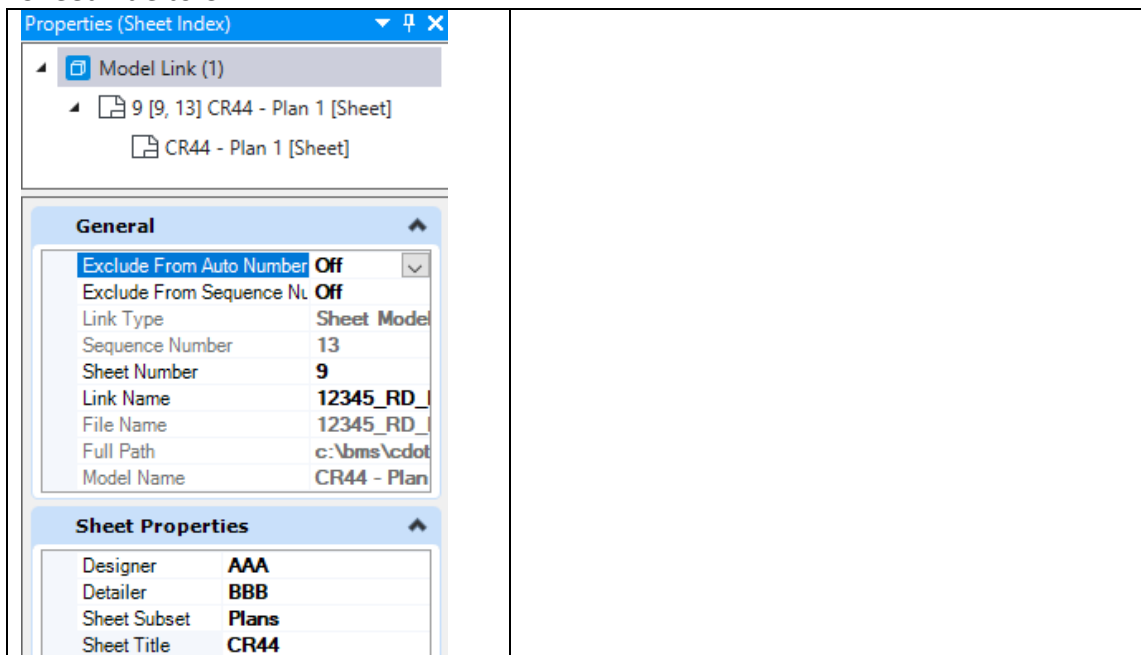 Properties (Sheet Index)
Model Link (1)
9 [9, 13] CR44 - Plan 1 [Sheet]
CR44 - Plan 1 [Sheet]
General
Exclude From Auto Number Off
Exclude From Sequence Nu Off
Link Type Sheet Model
Sequence Number 13
Sheet Number 9
Link Name 12345_RD_
File Name 12345_RD_
Full Path c:\bms\cdot
Model Name CR44 - Plan
Sheet Properties
Designer AAA
Detailer BBB
Sheet Subset Plans
Sheet Title CR44